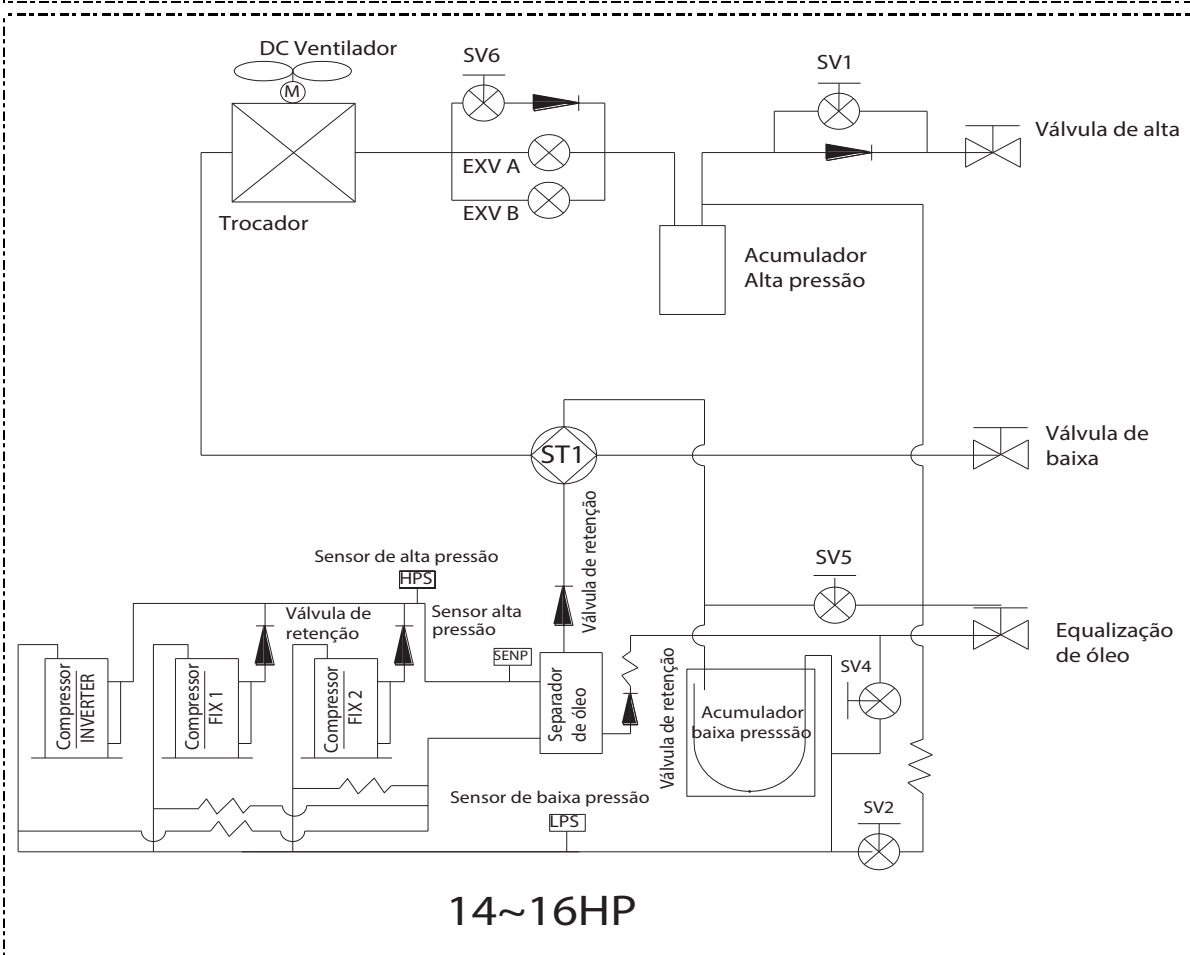 DC Ventilador
M
SV6
SV1
Válvula de alta
EXV A
EXV B
Trocador
Acumulador
Alta pressão
ST1
Válvula de
baixa
Válvula de retenção
Sensor de alta pressão
HPS
Válvula de
retenção
Sensor alta
pressão
SENP
SV5
Equalização
de óleo
SV4
Compressor
INVERTER
Compressor
FIX 1
Compressor
FIX 2
Separador
de óleo
Válvula de retenção
Acumulador
baixa presssão
Sensor de baixa pressão
LPS
SV2
14~16HP